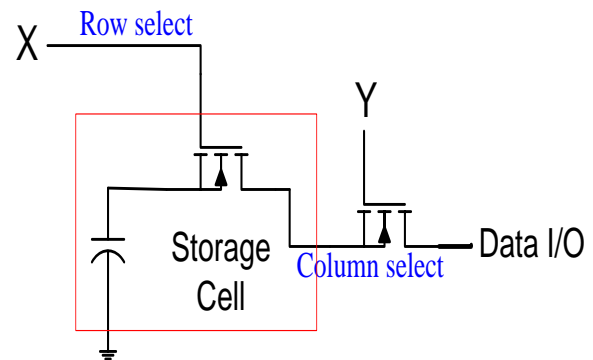 Row select
X
Y
Storage
Cell
Data I/O
Column select